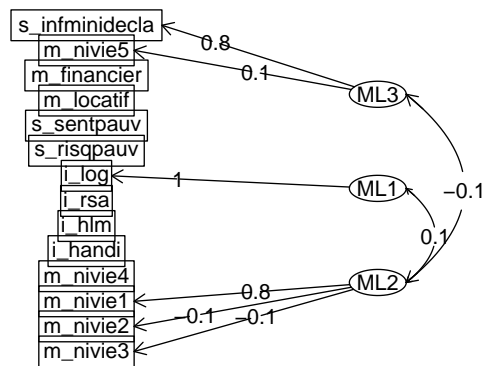 s_infminidecla
m_nivie5
m_financier
m_locatif
s_sentpauv
s_risqpauv
i_log
i_rsa
i_hlm
i_handi
m_nivie4
m_nivie1
m_nivie2
m_nivie3
0.8
0.1
ML3
−0.1
1
ML1
0.1
ML2
0.8
−0.1
−0.1